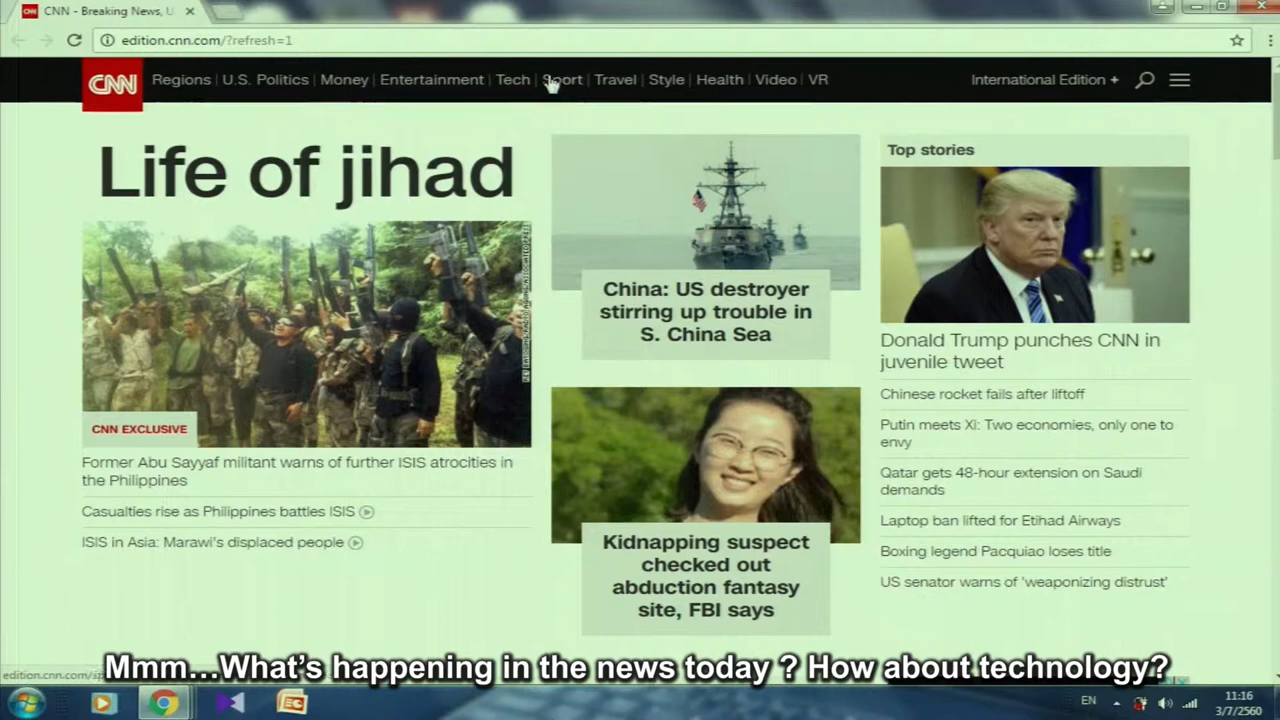 CNN - Breaking News, U
edition.cnn.com/?refresh=1
CNN
Regions | U.S. Politics | Money | Entertainment | Tech | Sport | Travel | Style | Health | Video | VR
International Edition +
Life of jihad
CNN EXCLUSIVE
Former Abu Sayyaf militant warns of further ISIS atrocities in
the Philippines
Casualties rise as Philippines battles ISIS
ISIS in Asia: Marawi's displaced people
China: US destroyer
stirring up trouble in
S. China Sea
Kidnapping suspect
checked out
abduction fantasy
site, FBI says
Top stories
Donald Trump punches CNN in
juvenile tweet
Chinese rocket fails after liftoff
Putin meets Xi: Two economies, only one to
envy
Qatar gets 48-hour extension on Saudi
demands
Laptop ban lifted for Etihad Airways
Boxing legend Pacquiao loses title
US senator warns of 'weaponizing distrust'
edition.cnn.com/sp
Mmm...What's happening in the news today ? How about technology?
EN
11:16
3/7/2560